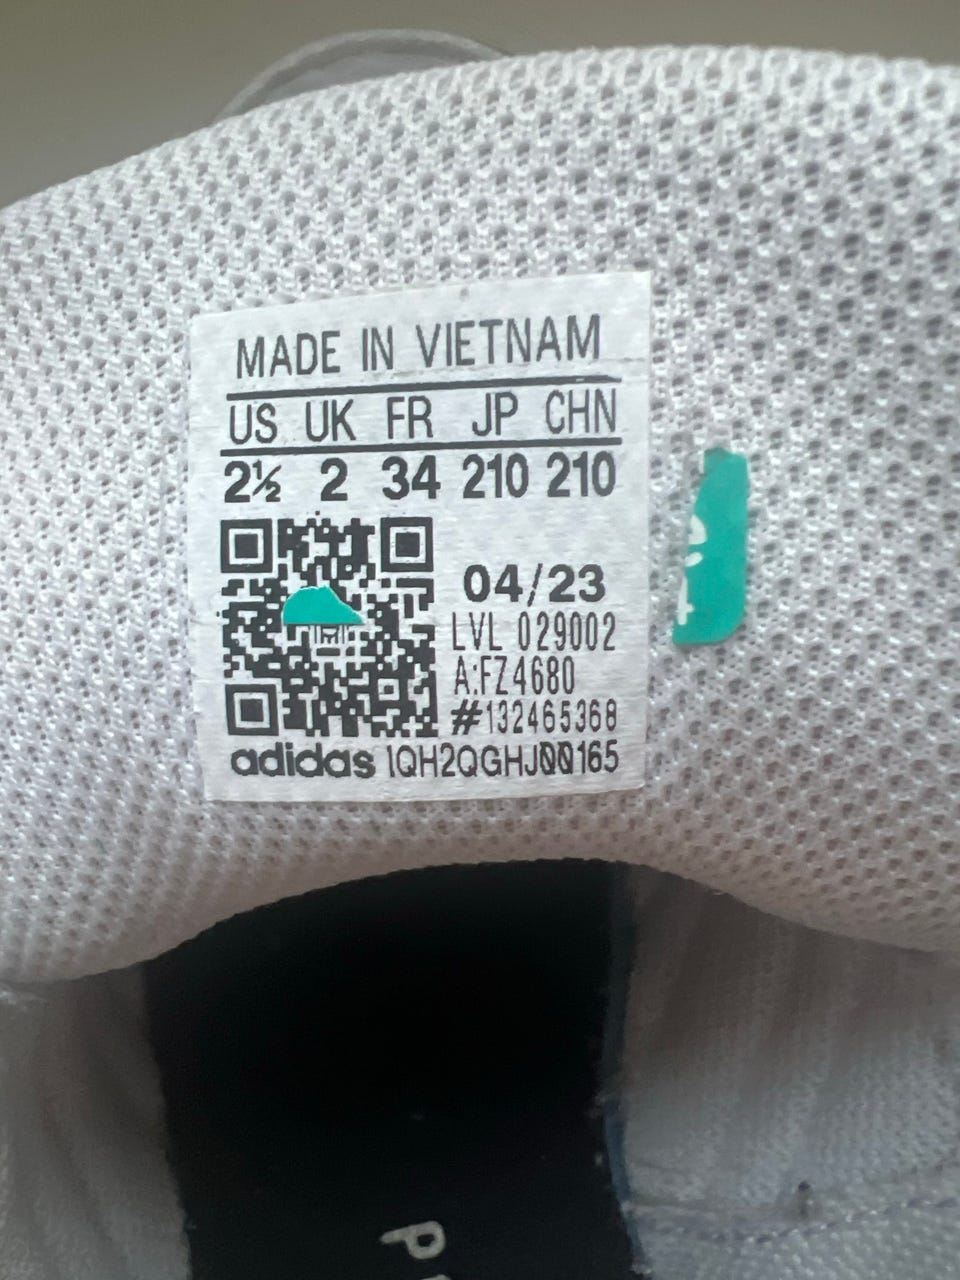 MADE IN VIETNAM
US UK FR JP CHN
2½ 2 34 210 210
04/23
LVL 029002
A:FZ4680
#132465368
adidas 1QH2QGHJ00165